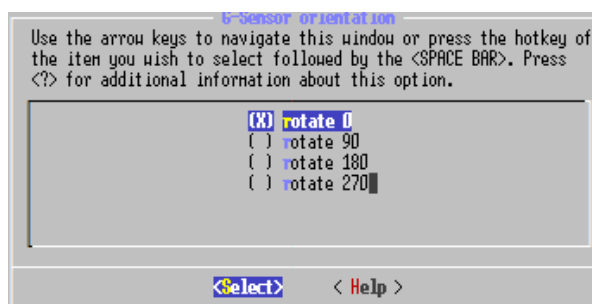 G-Sensor orientation
Use the arrow keys to navigate this window or press the hotkey of
the item you wish to select followed by the <SPACE BAR>. Press
<?> for additional information about this option.
(X) rotate 0
( ) rotate 90
( ) rotate 180
( ) rotate 270
<Select> < Help >